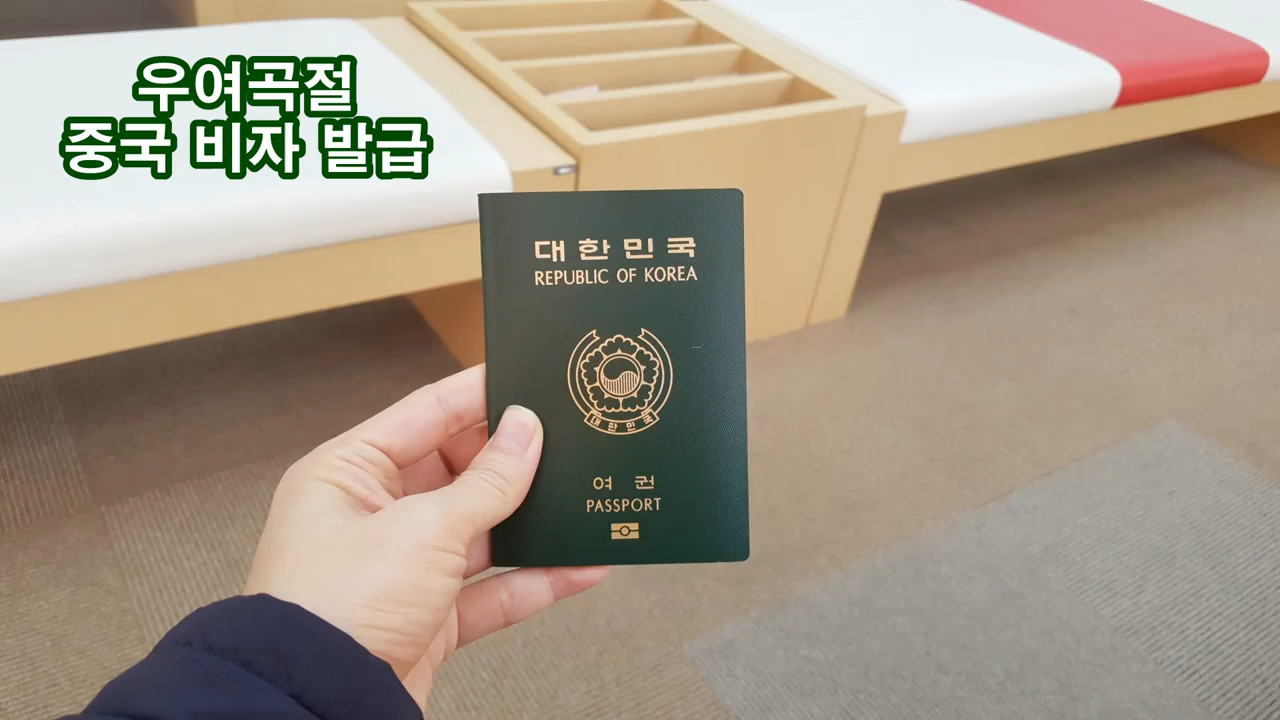 우여곡절
중국 비자 발급
대한민국
REPUBLIC OF KOREA
대한민국
여권
PASSPORT